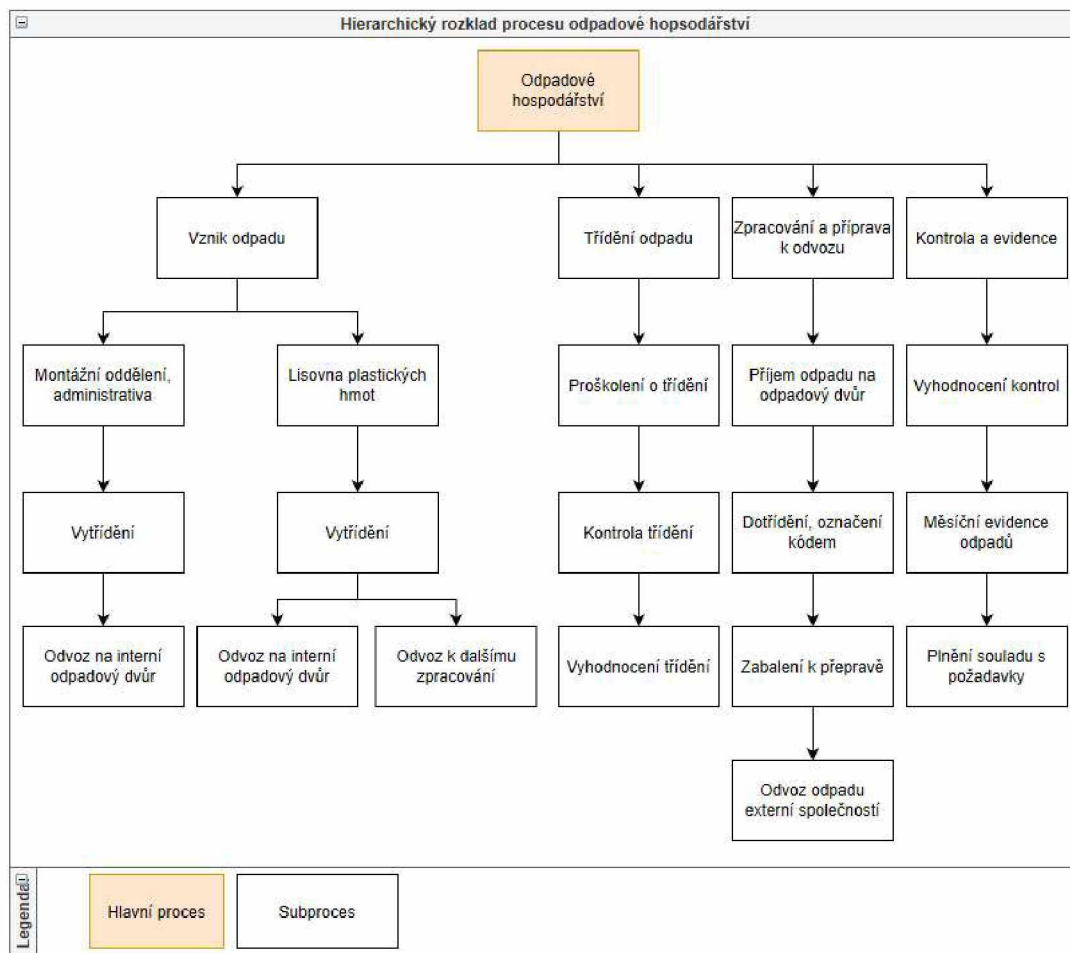 Hierarchický rozklad procesu odpadové hopsodářství
Odpadové
hospodářství
Vznik odpadu
Třídění odpadu
Zpracování a příprava
k odvozu
Kontrola a evidence
Montážní oddělení,
administrativa
Lisovna plastických
hmot
Proškolení o třídění
Příjem odpadu na
odpadový dvůr
Vyhodnocení kontrol
Vytřídění
Vytřídění
Kontrola třídění
Dotřídění, označení
kódem
Měsíční evidence
odpadů
Odvoz na interní
odpadový dvůr
Odvoz na interní
odpadový dvůr
Odvoz k dalšímu
zpracování
Vyhodnocení třídění
Zabalení k přepravě
Plnění souladu s
požadavky
Odvoz odpadu
externí společností
Legenda
Hlavní proces
Subproces